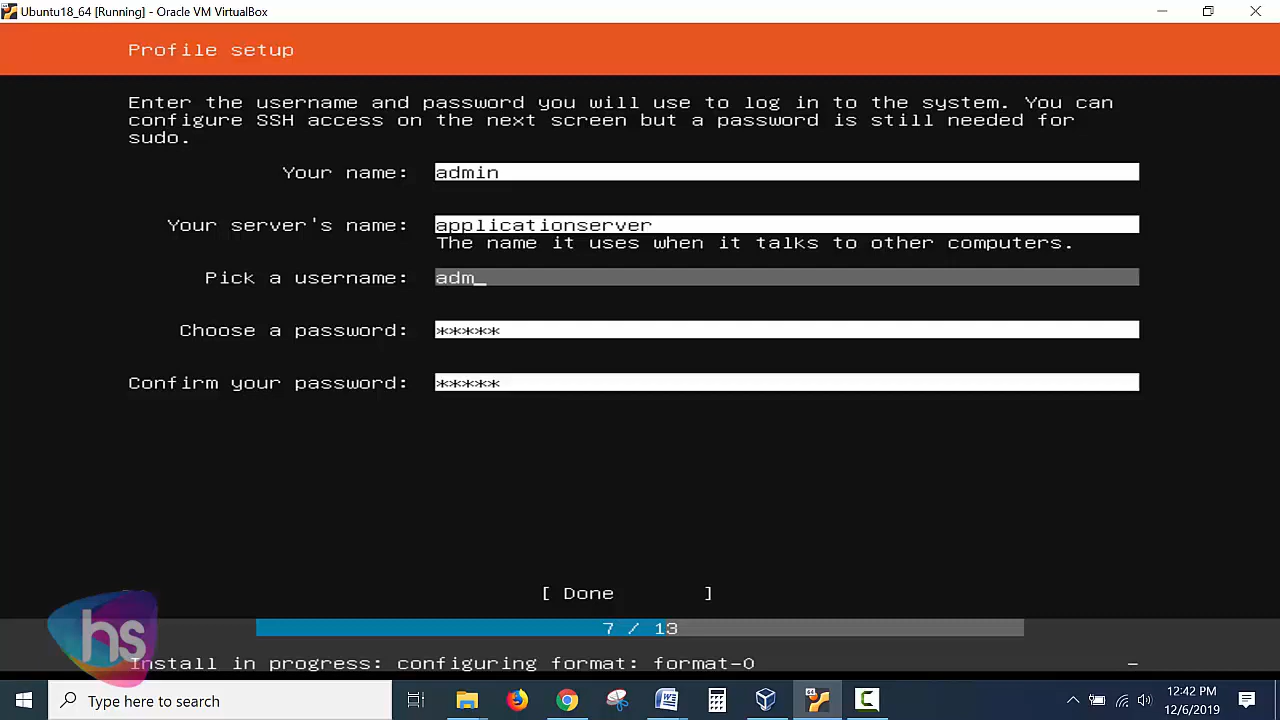 Ubuntu18_64 [Running] - Oracle VM VirtualBox
Profile setup
Enter the username and password you will use to log in to the system. You can
configure SSH access on the next screen but a password is still needed for
sudo.
Your name: admin
Your server's name: applicationserver
The name it uses when it talks to other computers.
Pick a username: adm_
Choose a password: *****
Confirm your password: *****
[ Done ]
7 / 13
hs
Install in progress: configuring format: format-0
Type here to search
12:42 PM
12/6/2019